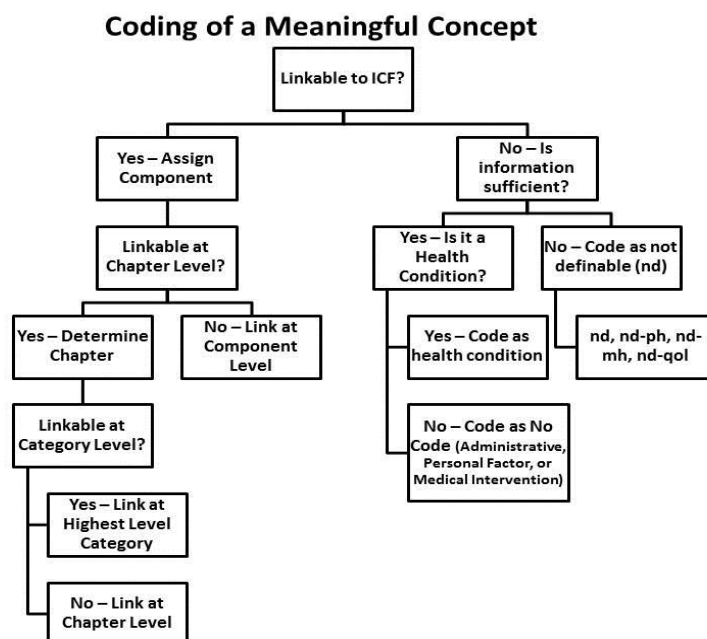 Coding of a Meaningful Concept
Linkable to ICF?
Yes – Assign
Component
No – Is
information
sufficient?
Linkable at
Chapter Level?
Yes – Is it a
Health
Condition?
No – Code as not
definable (nd)
Yes – Determine
Chapter
No – Link at
Component
Level
Yes – Code as
health condition
nd, nd-ph, nd-
mh, nd-qol
Linkable at
Category Level?
No – Code as No
Code (Administrative,
Personal Factor, or
Medical Intervention)
Yes – Link at
Highest Level
Category
No – Link at
Chapter Level